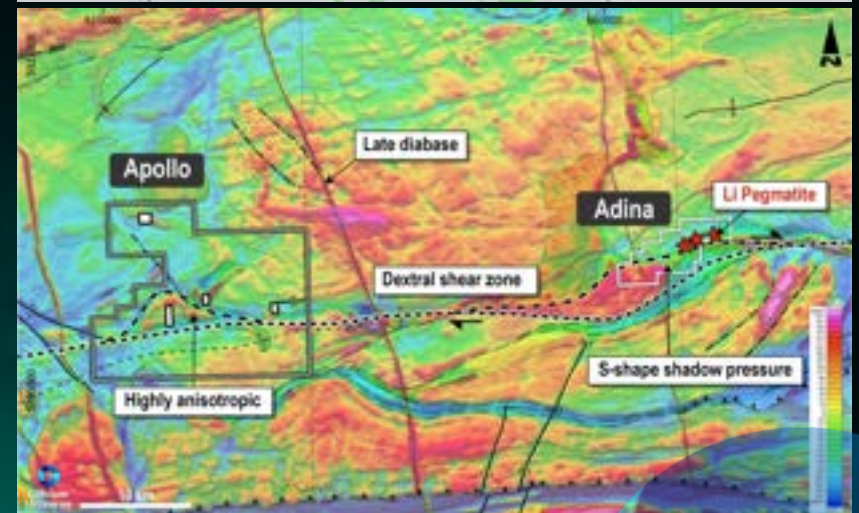 Late diabase
Apollo
Li Pegmatite
Adina
Dextral shear zone
S-shape shadow pressure
Highly anisotropic